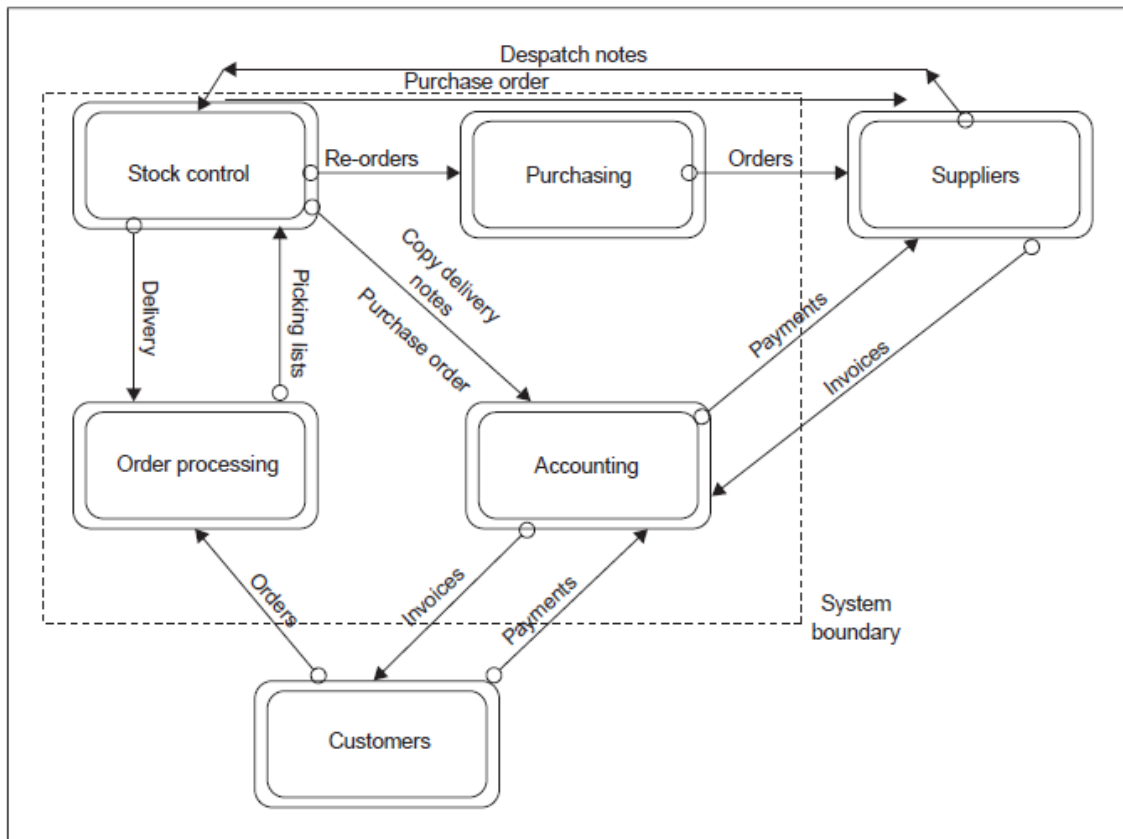 Despatch notes
Purchase order
Stock control
Re-orders
Purchasing
Orders
Suppliers
Delivery
Picking lists
Copy delivery
notes
Purchase order
Payments
Invoices
Order processing
Accounting
Orders
Invoices
Payments
System
boundary
Customers